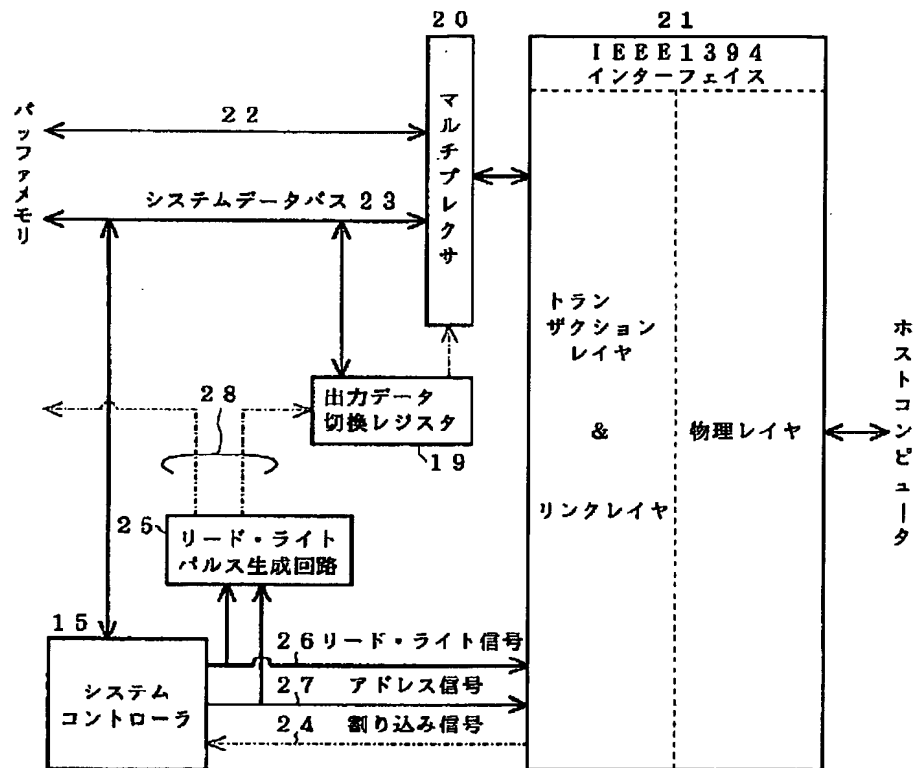 20
21
IEEE1394
インターフェイス
バッファメモリ
22
マルチプレクサ
システムデータバス 23
トラン
ザクション
レイヤ
&
リンクレイヤ
物理レイヤ
ホストコンピュータ
28
出力データ
切換レジスタ
19
25
リード・ライト
パルス生成回路
15
システム
コントローラ
26 リード・ライト信号
27 アドレス信号
24 割り込み信号